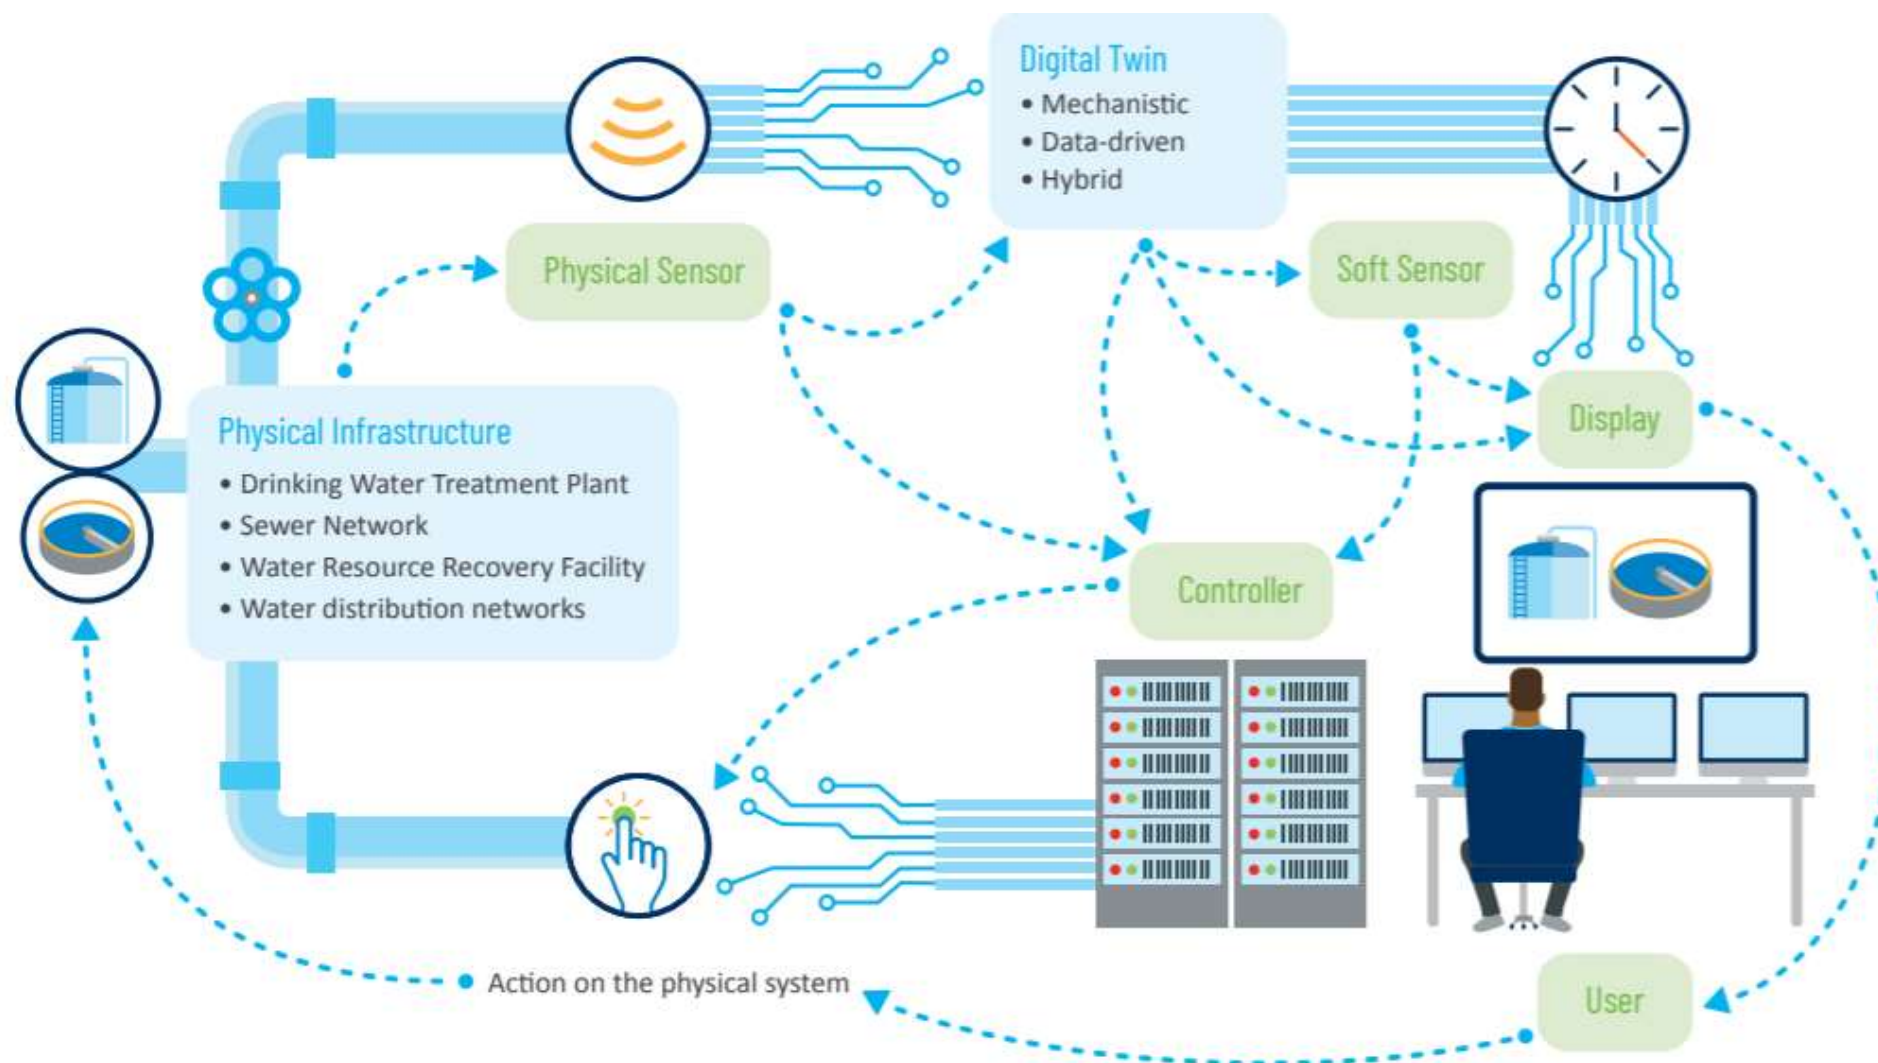 Digital Twin
• Mechanistic
• Data-driven
• Hybrid
Physical Sensor
Soft Sensor
Physical Infrastructure
• Drinking Water Treatment Plant
• Sewer Network
• Water Resource Recovery Facility
• Water distribution networks
Display
Controller
Action on the physical system
User